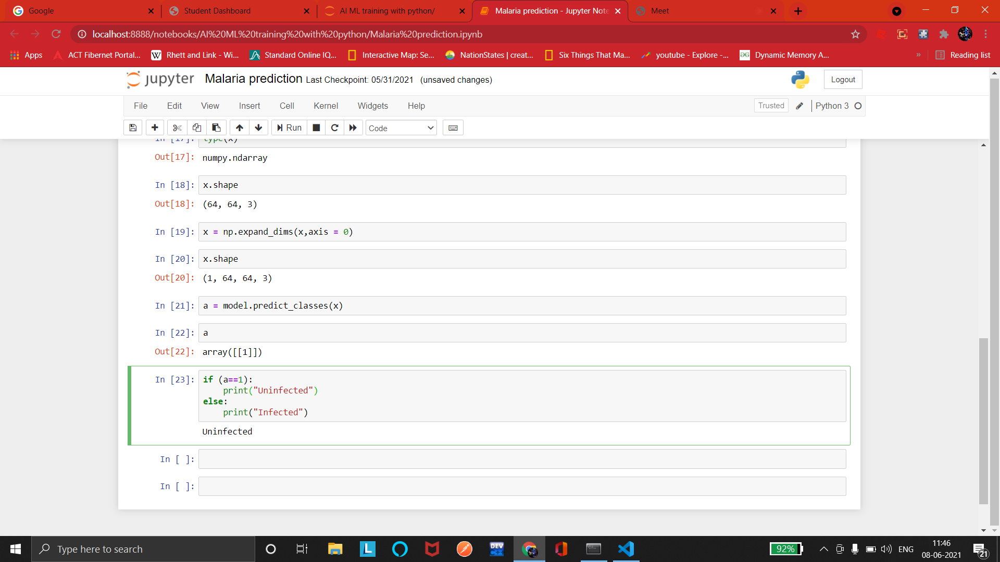 Google
Student Dashboard
AI ML training with python/
Malaria prediction - Jupyter Note
Meet
localhost:8888/notebooks/AI%20ML%20training%20with%20python/Malaria%20prediction.ipynb
Apps
ACT Fibernet Portal...
Rhett and Link - Wi...
Standard Online IQ...
Interactive Map: Se...
NationStates | creat...
Six Things That Ma...
youtube - Explore -...
Dynamic Memory A...
»
Reading list
jupyter Malaria prediction Last Checkpoint: 05/31/2021 (unsaved changes)
Logout
File Edit View Insert Cell Kernel Widgets Help
Trusted
Python 3
Run
Code
In [17]: type(x)
Out[17]: numpy.ndarray
In [18]: x.shape
Out[18]: (64, 64, 3)
In [19]: x = np.expand_dims(x,axis = 0)
In [20]: x.shape
Out[20]: (1, 64, 64, 3)
In [21]: a = model.predict_classes(x)
In [22]: a
Out[22]: array([[1]])
In [23]: if (a==1):
print("Uninfected")
else:
print("Infected")
Uninfected
In [ ]:
In [ ]:
Type here to search
L
DEV
92%
ENG
11:46
08-06-2021
21